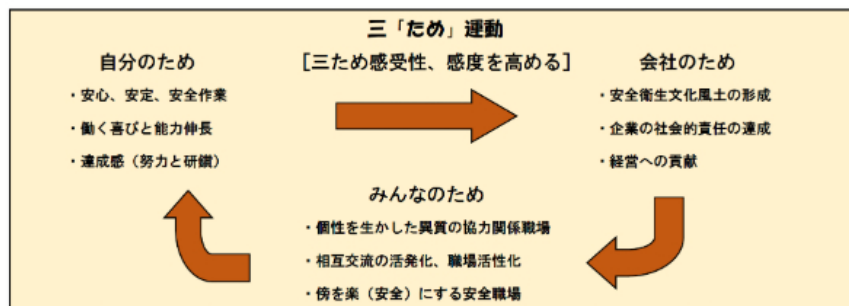 三「ため」運動
[三ため感受性、感度を高める]
自分のため
・安心、安定、安全作業
・働く喜びと能力伸長
・達成感（努力と研鑚）
会社のため
・安全衛生文化風土の形成
・企業の社会的責任の達成
・経営への貢献
みんなのため
・個性を生かした異質の協力関係職場
・相互交流の活発化、職場活性化
・傍を楽（安全）にする安全職場